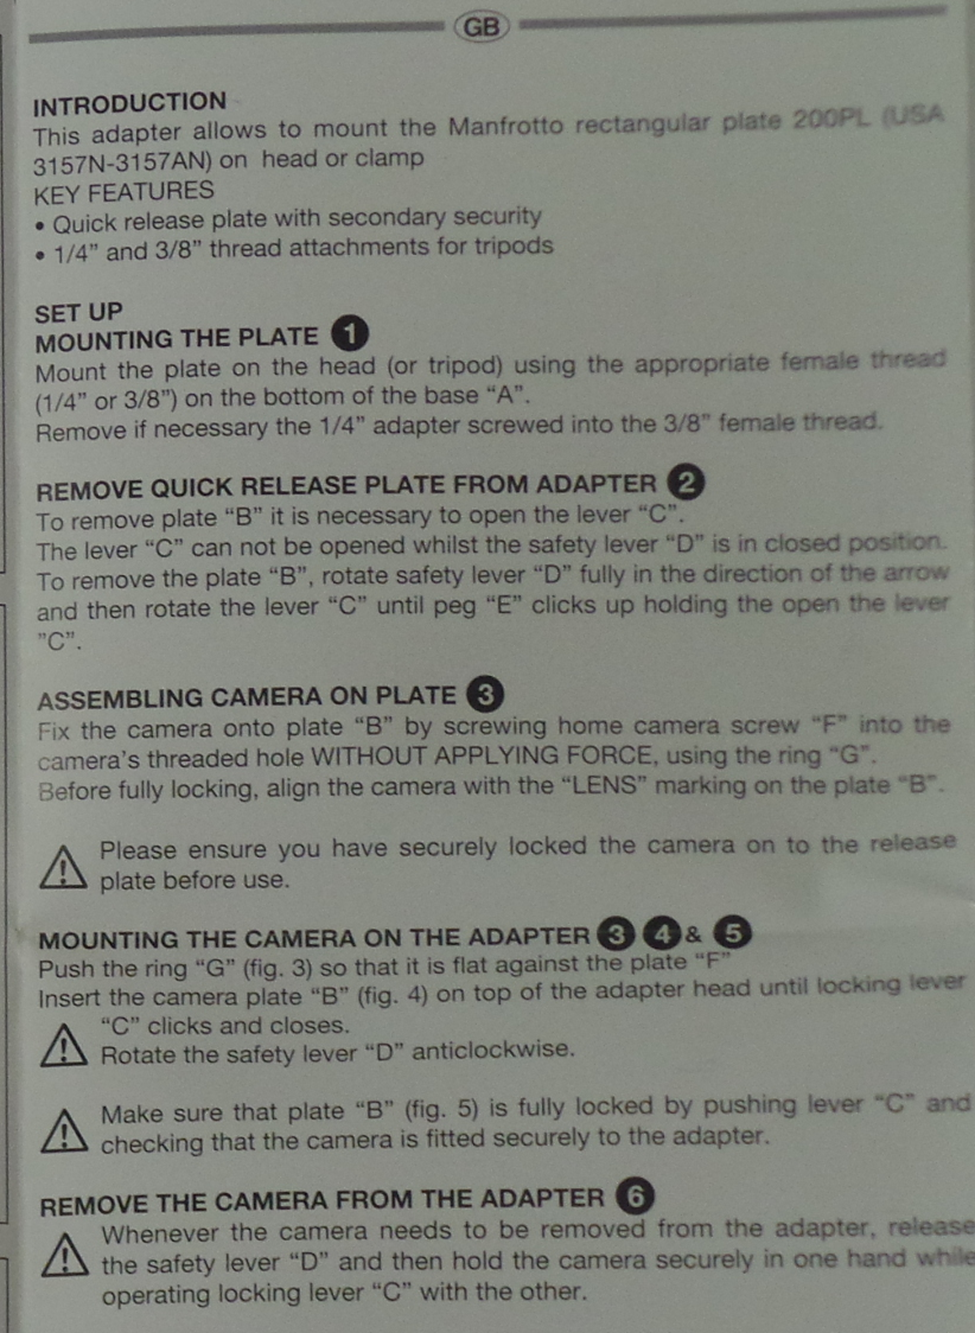 GB
INTRODUCTION
This adapter allows to mount the Manfrotto rectangular plate 200PL (USA
3157N-3157AN) on head or clamp
KEY FEATURES
• Quick release plate with secondary security
• 1/4” and 3/8” thread attachments for tripods
SET UP
MOUNTING THE PLATE 1
Mount the plate on the head (or tripod) using the appropriate female thread
(1/4” or 3/8”) on the bottom of the base “A”.
Remove if necessary the 1/4” adapter screwed into the 3/8” female thread.
REMOVE QUICK RELEASE PLATE FROM ADAPTER 2
To remove plate “B” it is necessary to open the lever “C”.
The lever “C” can not be opened whilst the safety lever “D” is in closed position.
To remove the plate “B”, rotate safety lever “D” fully in the direction of the arrow
and then rotate the lever “C” until peg “E” clicks up holding the open the lever
”C”.
ASSEMBLING CAMERA ON PLATE 3
Fix the camera onto plate “B” by screwing home camera screw “F” into the
camera’s threaded hole WITHOUT APPLYING FORCE, using the ring “G”.
Before fully locking, align the camera with the “LENS” marking on the plate “B”.
Please ensure you have securely locked the camera on to the release
plate before use.
MOUNTING THE CAMERA ON THE ADAPTER 3 4 & 5
Push the ring “G” (fig. 3) so that it is flat against the plate “F”
Insert the camera plate “B” (fig. 4) on top of the adapter head until locking lever
“C” clicks and closes.
Rotate the safety lever “D” anticlockwise.
Make sure that plate “B” (fig. 5) is fully locked by pushing lever “C” and
checking that the camera is fitted securely to the adapter.
REMOVE THE CAMERA FROM THE ADAPTER 6
Whenever the camera needs to be removed from the adapter, release
the safety lever “D” and then hold the camera securely in one hand while
operating locking lever “C” with the other.